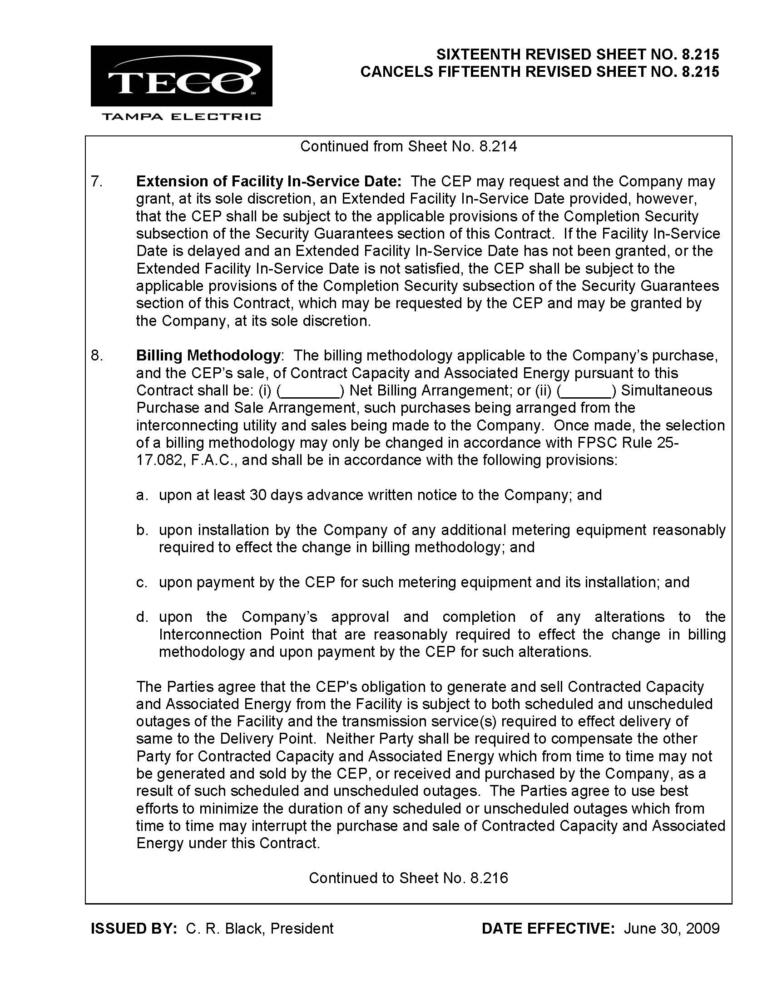 TECO
SM
TAMPA ELECTRIC
SIXTEENTH REVISED SHEET NO. 8.215
CANCELS FIFTEENTH REVISED SHEET NO. 8.215
Continued from Sheet No. 8.214
7. Extension of Facility In-Service Date: The CEP may request and the Company may
grant, at its sole discretion, an Extended Facility In-Service Date provided, however,
that the CEP shall be subject to the applicable provisions of the Completion Security
subsection of the Security Guarantees section of this Contract. If the Facility In-Service
Date is delayed and an Extended Facility In-Service Date has not been granted, or the
Extended Facility In-Service Date is not satisfied, the CEP shall be subject to the
applicable provisions of the Completion Security subsection of the Security Guarantees
section of this Contract, which may be requested by the CEP and may be granted by
the Company, at its sole discretion.
8. Billing Methodology: The billing methodology applicable to the Company’s purchase,
and the CEP’s sale, of Contract Capacity and Associated Energy pursuant to this
Contract shall be: (i) (_______) Net Billing Arrangement; or (ii) (______) Simultaneous
Purchase and Sale Arrangement, such purchases being arranged from the
interconnecting utility and sales being made to the Company. Once made, the selection
of a billing methodology may only be changed in accordance with FPSC Rule 25-
17.082, F.A.C., and shall be in accordance with the following provisions:
a. upon at least 30 days advance written notice to the Company; and
b. upon installation by the Company of any additional metering equipment reasonably
required to effect the change in billing methodology; and
c. upon payment by the CEP for such metering equipment and its installation; and
d. upon the Company’s approval and completion of any alterations to the
Interconnection Point that are reasonably required to effect the change in billing
methodology and upon payment by the CEP for such alterations.
The Parties agree that the CEP's obligation to generate and sell Contracted Capacity
and Associated Energy from the Facility is subject to both scheduled and unscheduled
outages of the Facility and the transmission service(s) required to effect delivery of
same to the Delivery Point. Neither Party shall be required to compensate the other
Party for Contracted Capacity and Associated Energy which from time to time may not
be generated and sold by the CEP, or received and purchased by the Company, as a
result of such scheduled and unscheduled outages. The Parties agree to use best
efforts to minimize the duration of any scheduled or unscheduled outages which from
time to time may interrupt the purchase and sale of Contracted Capacity and Associated
Energy under this Contract.
Continued to Sheet No. 8.216
ISSUED BY: C. R. Black, President
DATE EFFECTIVE: June 30, 2009